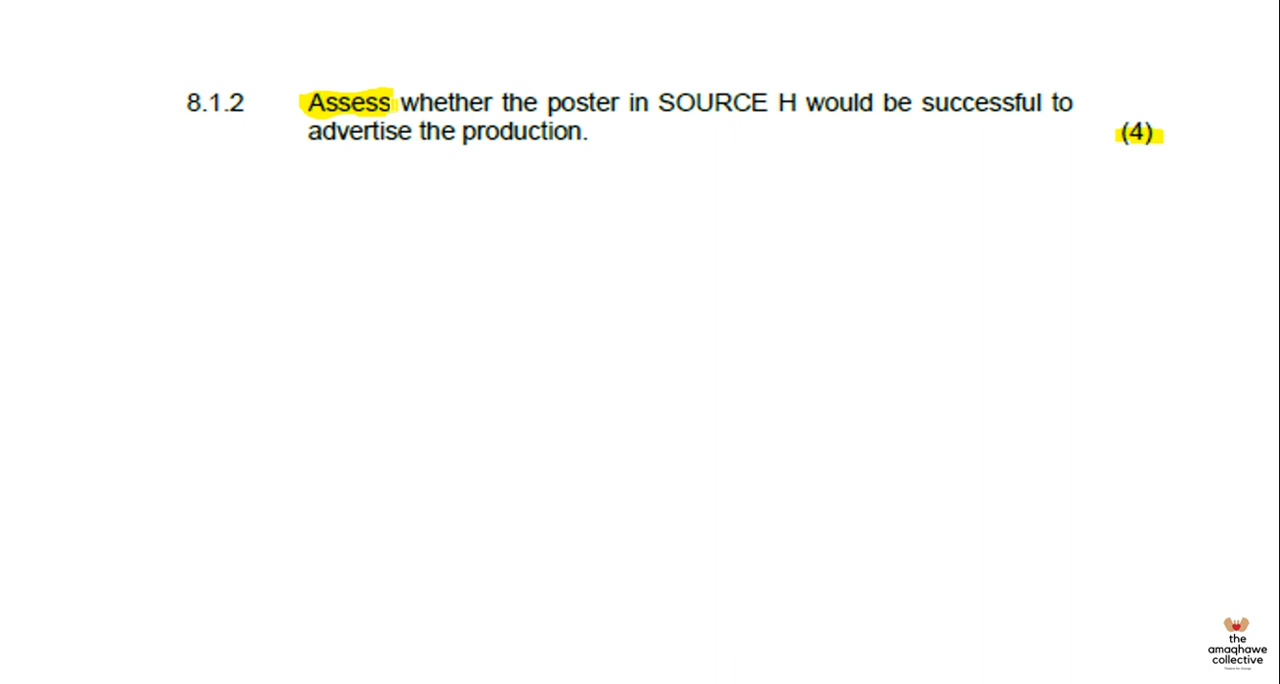 8.1.2 Assess whether the poster in SOURCE H would be successful to
advertise the production. (4)
the
amaqhawe
collective